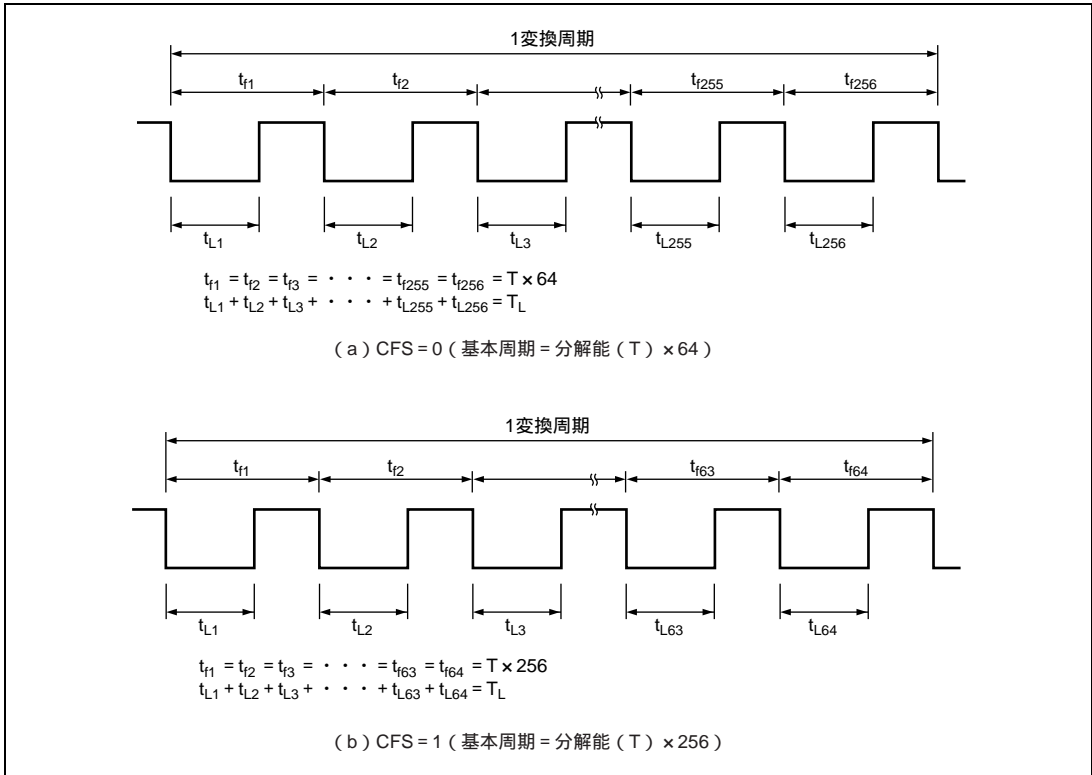 1変換周期
tf1 tf2 tf255 tf256
tL1 tL2 tL3 tL255 tL256
tf1 = tf2 = tf3 = ・・・ = tf255 = tf256 = T × 64
tL1 + tL2 + tL3 + ・・・ + tL255 + tL256 = TL
(a) CFS = 0(基本周期 = 分解能(T)× 64)
1変換周期
tf1 tf2 tf63 tf64
tL1 tL2 tL3 tL63 tL64
tf1 = tf2 = tf3 = ・・・ = tf63 = tf64 = T × 256
tL1 + tL2 + tL3 + ・・・ + tL63 + tL64 = TL
(b) CFS = 1(基本周期 = 分解能(T)× 256)